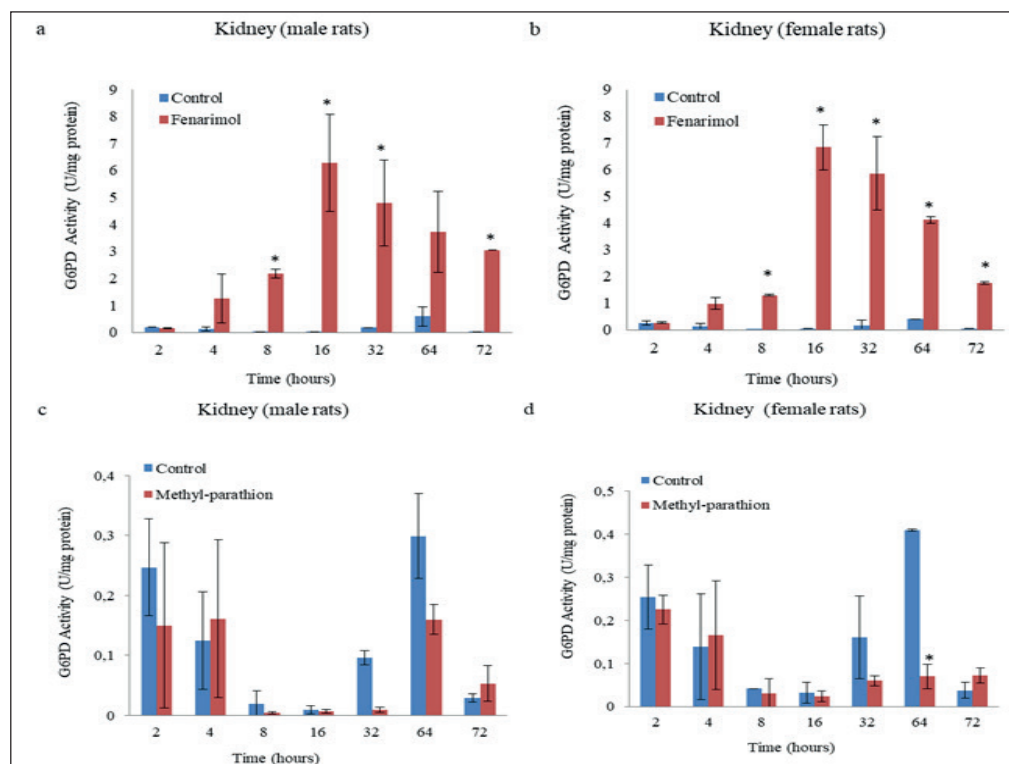 a
Kidney (male rats)
9
8
7
6
5
4
3
2
1
0
G6PD Activity (U/mg protein)
Control
Fenarimol
*
*
*
*
2 4 8 16 32 64 72
Time (hours)
b
Kidney (female rats)
9
8
7
6
5
4
3
2
1
0
G6PD Activity (U/mg protein)
Control
Fenarimol
*
*
*
*
*
2 4 8 16 32 64 72
Time (hours)
c
Kidney (male rats)
0,4
0,3
0,2
0,1
0
G6PD Activity (U/mg protein)
Control
Methyl-parathion
2 4 8 16 32 64 72
Time (hours)
d
Kidney (female rats)
0,5
0,4
0,3
0,2
0,1
0
G6PD Activity (U/mg protein)
Control
Methyl-parathion
*
2 4 8 16 32 64 72
Time (hours)